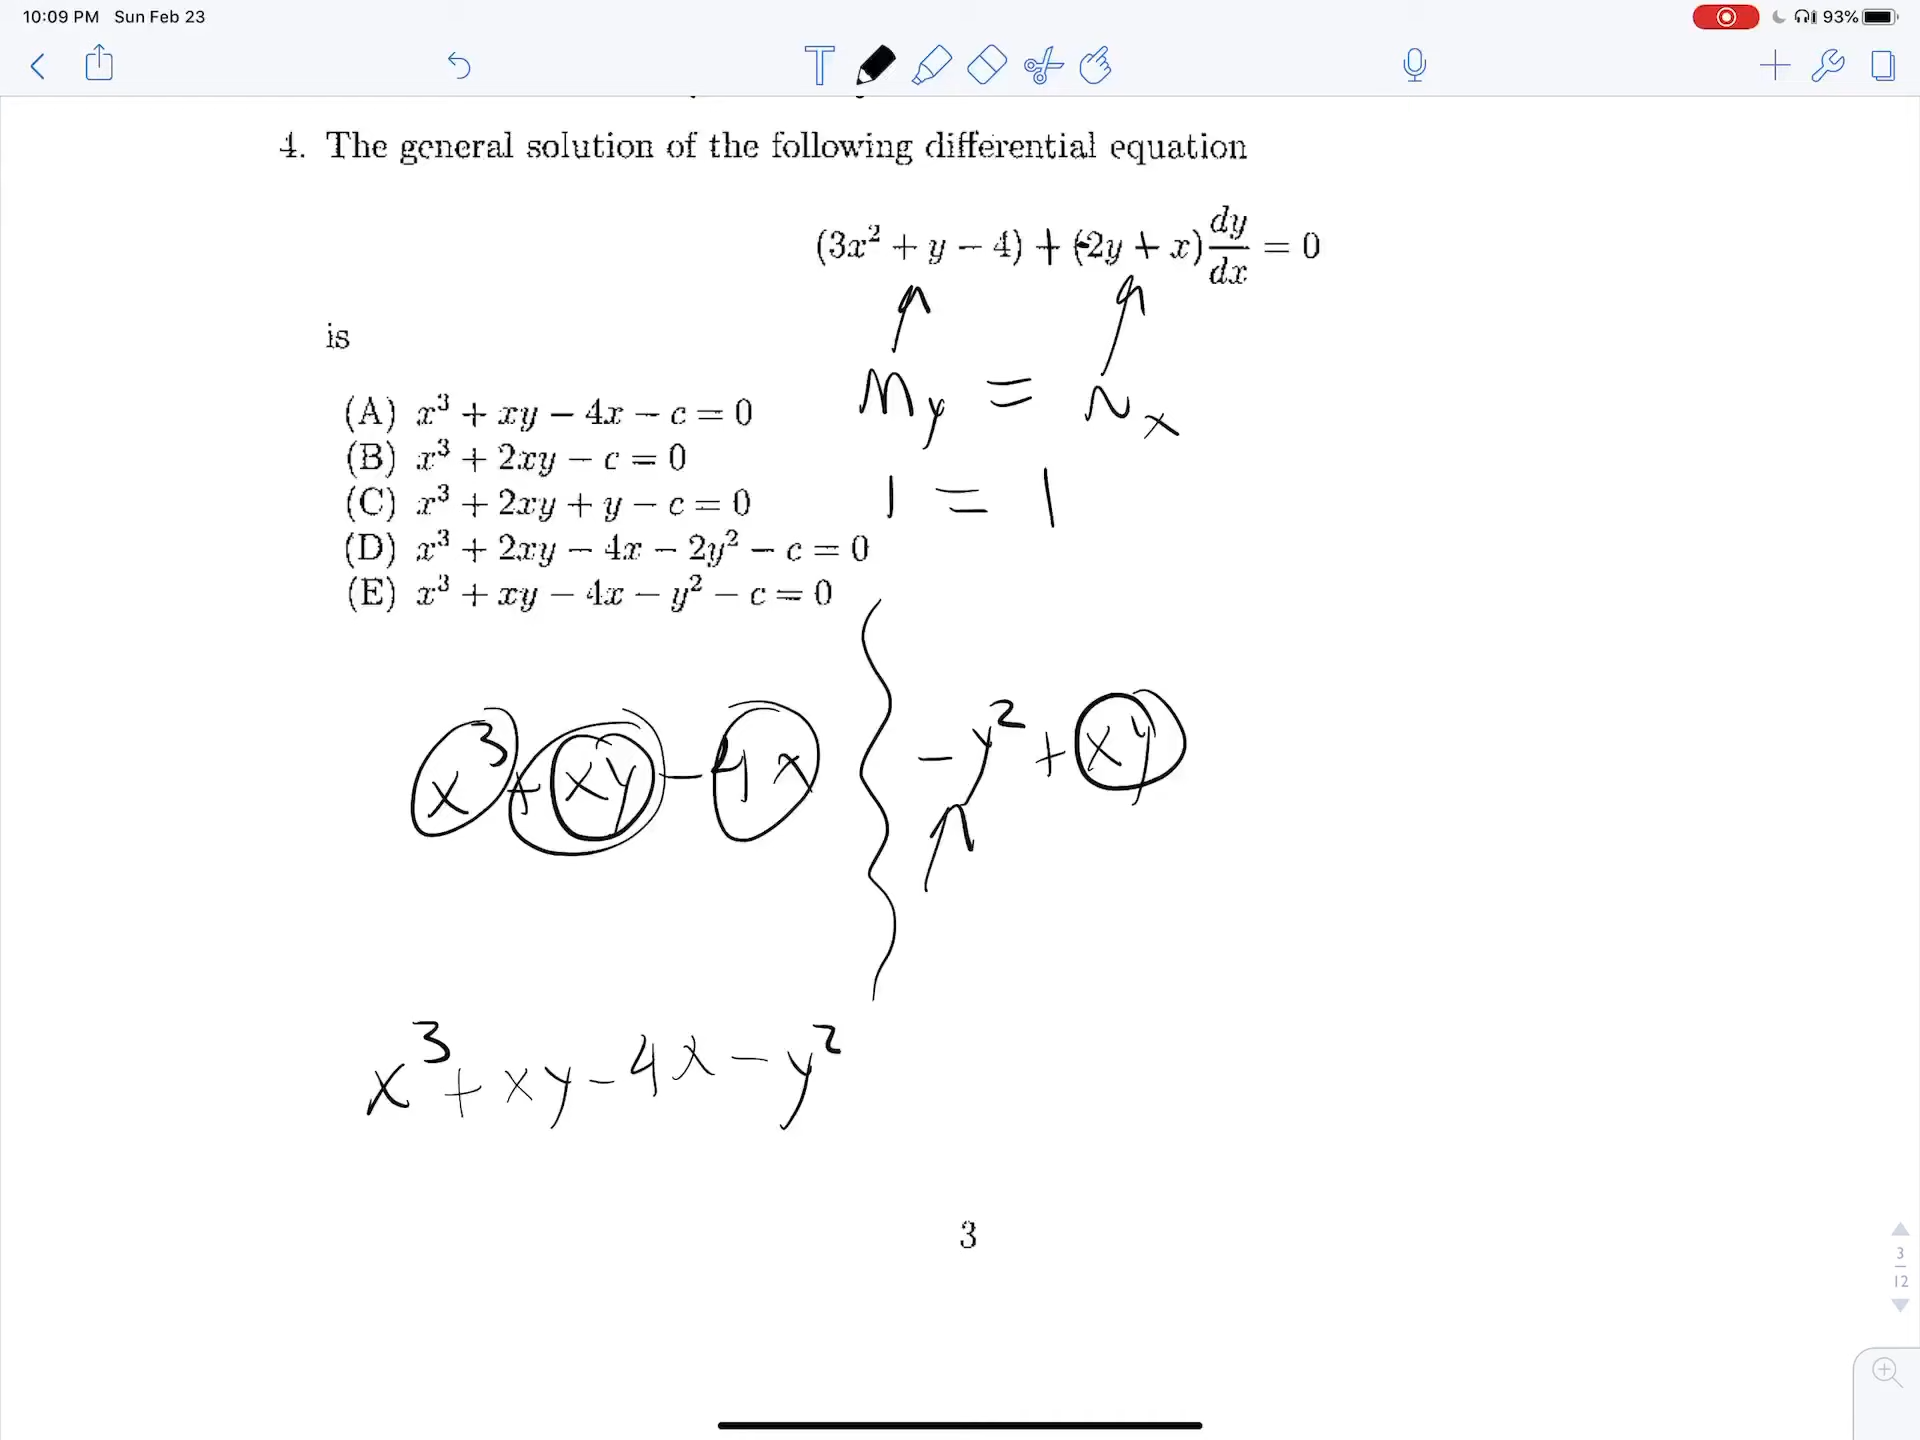 10:09 PM Sun Feb 23 93%
4. The general solution of the following differential equation
(3x² + y − 4) + (-2y + x) dy/dx = 0
is
(A) x³ + xy − 4x − c = 0
(B) x³ + 2xy − c = 0
(C) x³ + 2xy + y − c = 0
(D) x³ + 2xy − 4x − 2y² − c = 0
(E) x³ + xy − 4x − y² − c = 0
My = Nx
1 = 1
x³ + xy − 4x
− y² + xy
x³ + xy − 4x − y²
3
3
12